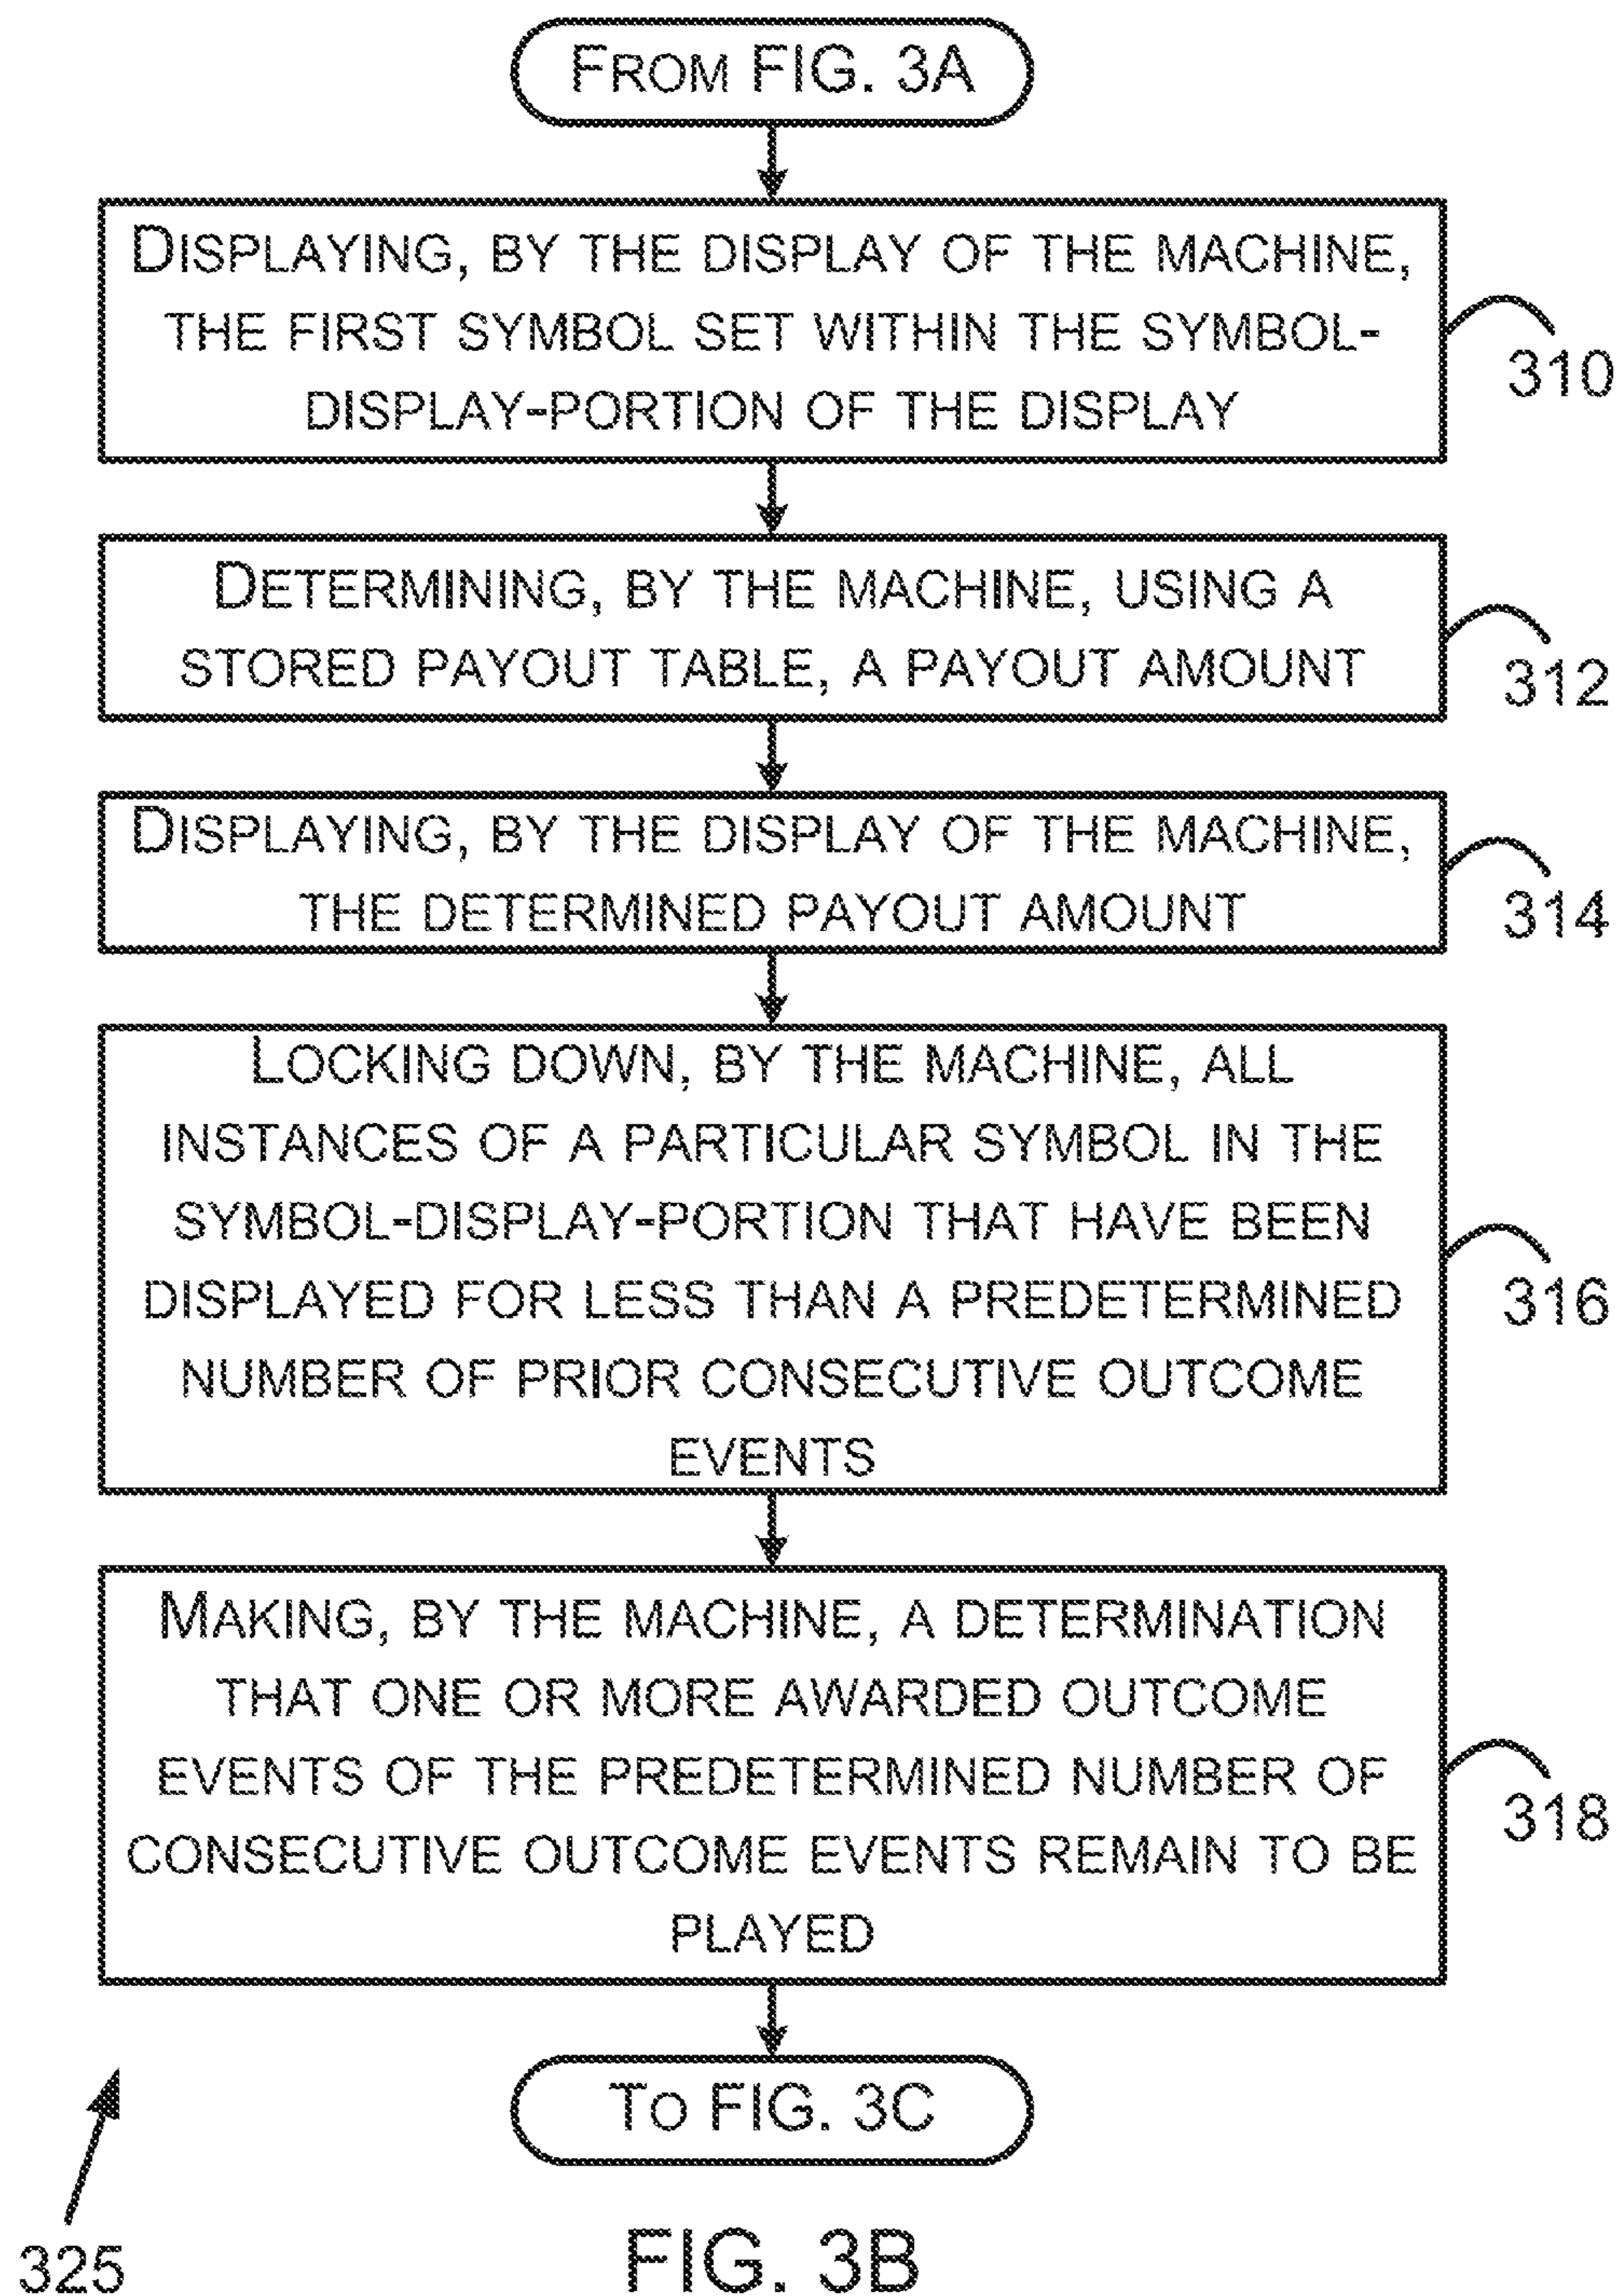 FROM FIG. 3A
DISPLAYING, BY THE DISPLAY OF THE MACHINE,
THE FIRST SYMBOL SET WITHIN THE SYMBOL-
DISPLAY-PORTION OF THE DISPLAY
310
DETERMINING, BY THE MACHINE, USING A
STORED PAYOUT TABLE, A PAYOUT AMOUNT
312
DISPLAYING, BY THE DISPLAY OF THE MACHINE,
THE DETERMINED PAYOUT AMOUNT
314
LOCKING DOWN, BY THE MACHINE, ALL
INSTANCES OF A PARTICULAR SYMBOL IN THE
SYMBOL-DISPLAY-PORTION THAT HAVE BEEN
DISPLAYED FOR LESS THAN A PREDETERMINED
NUMBER OF PRIOR CONSECUTIVE OUTCOME
EVENTS
316
MAKING, BY THE MACHINE, A DETERMINATION
THAT ONE OR MORE AWARDED OUTCOME
EVENTS OF THE PREDETERMINED NUMBER OF
CONSECUTIVE OUTCOME EVENTS REMAIN TO BE
PLAYED
318
TO FIG. 3C
325
FIG. 3B